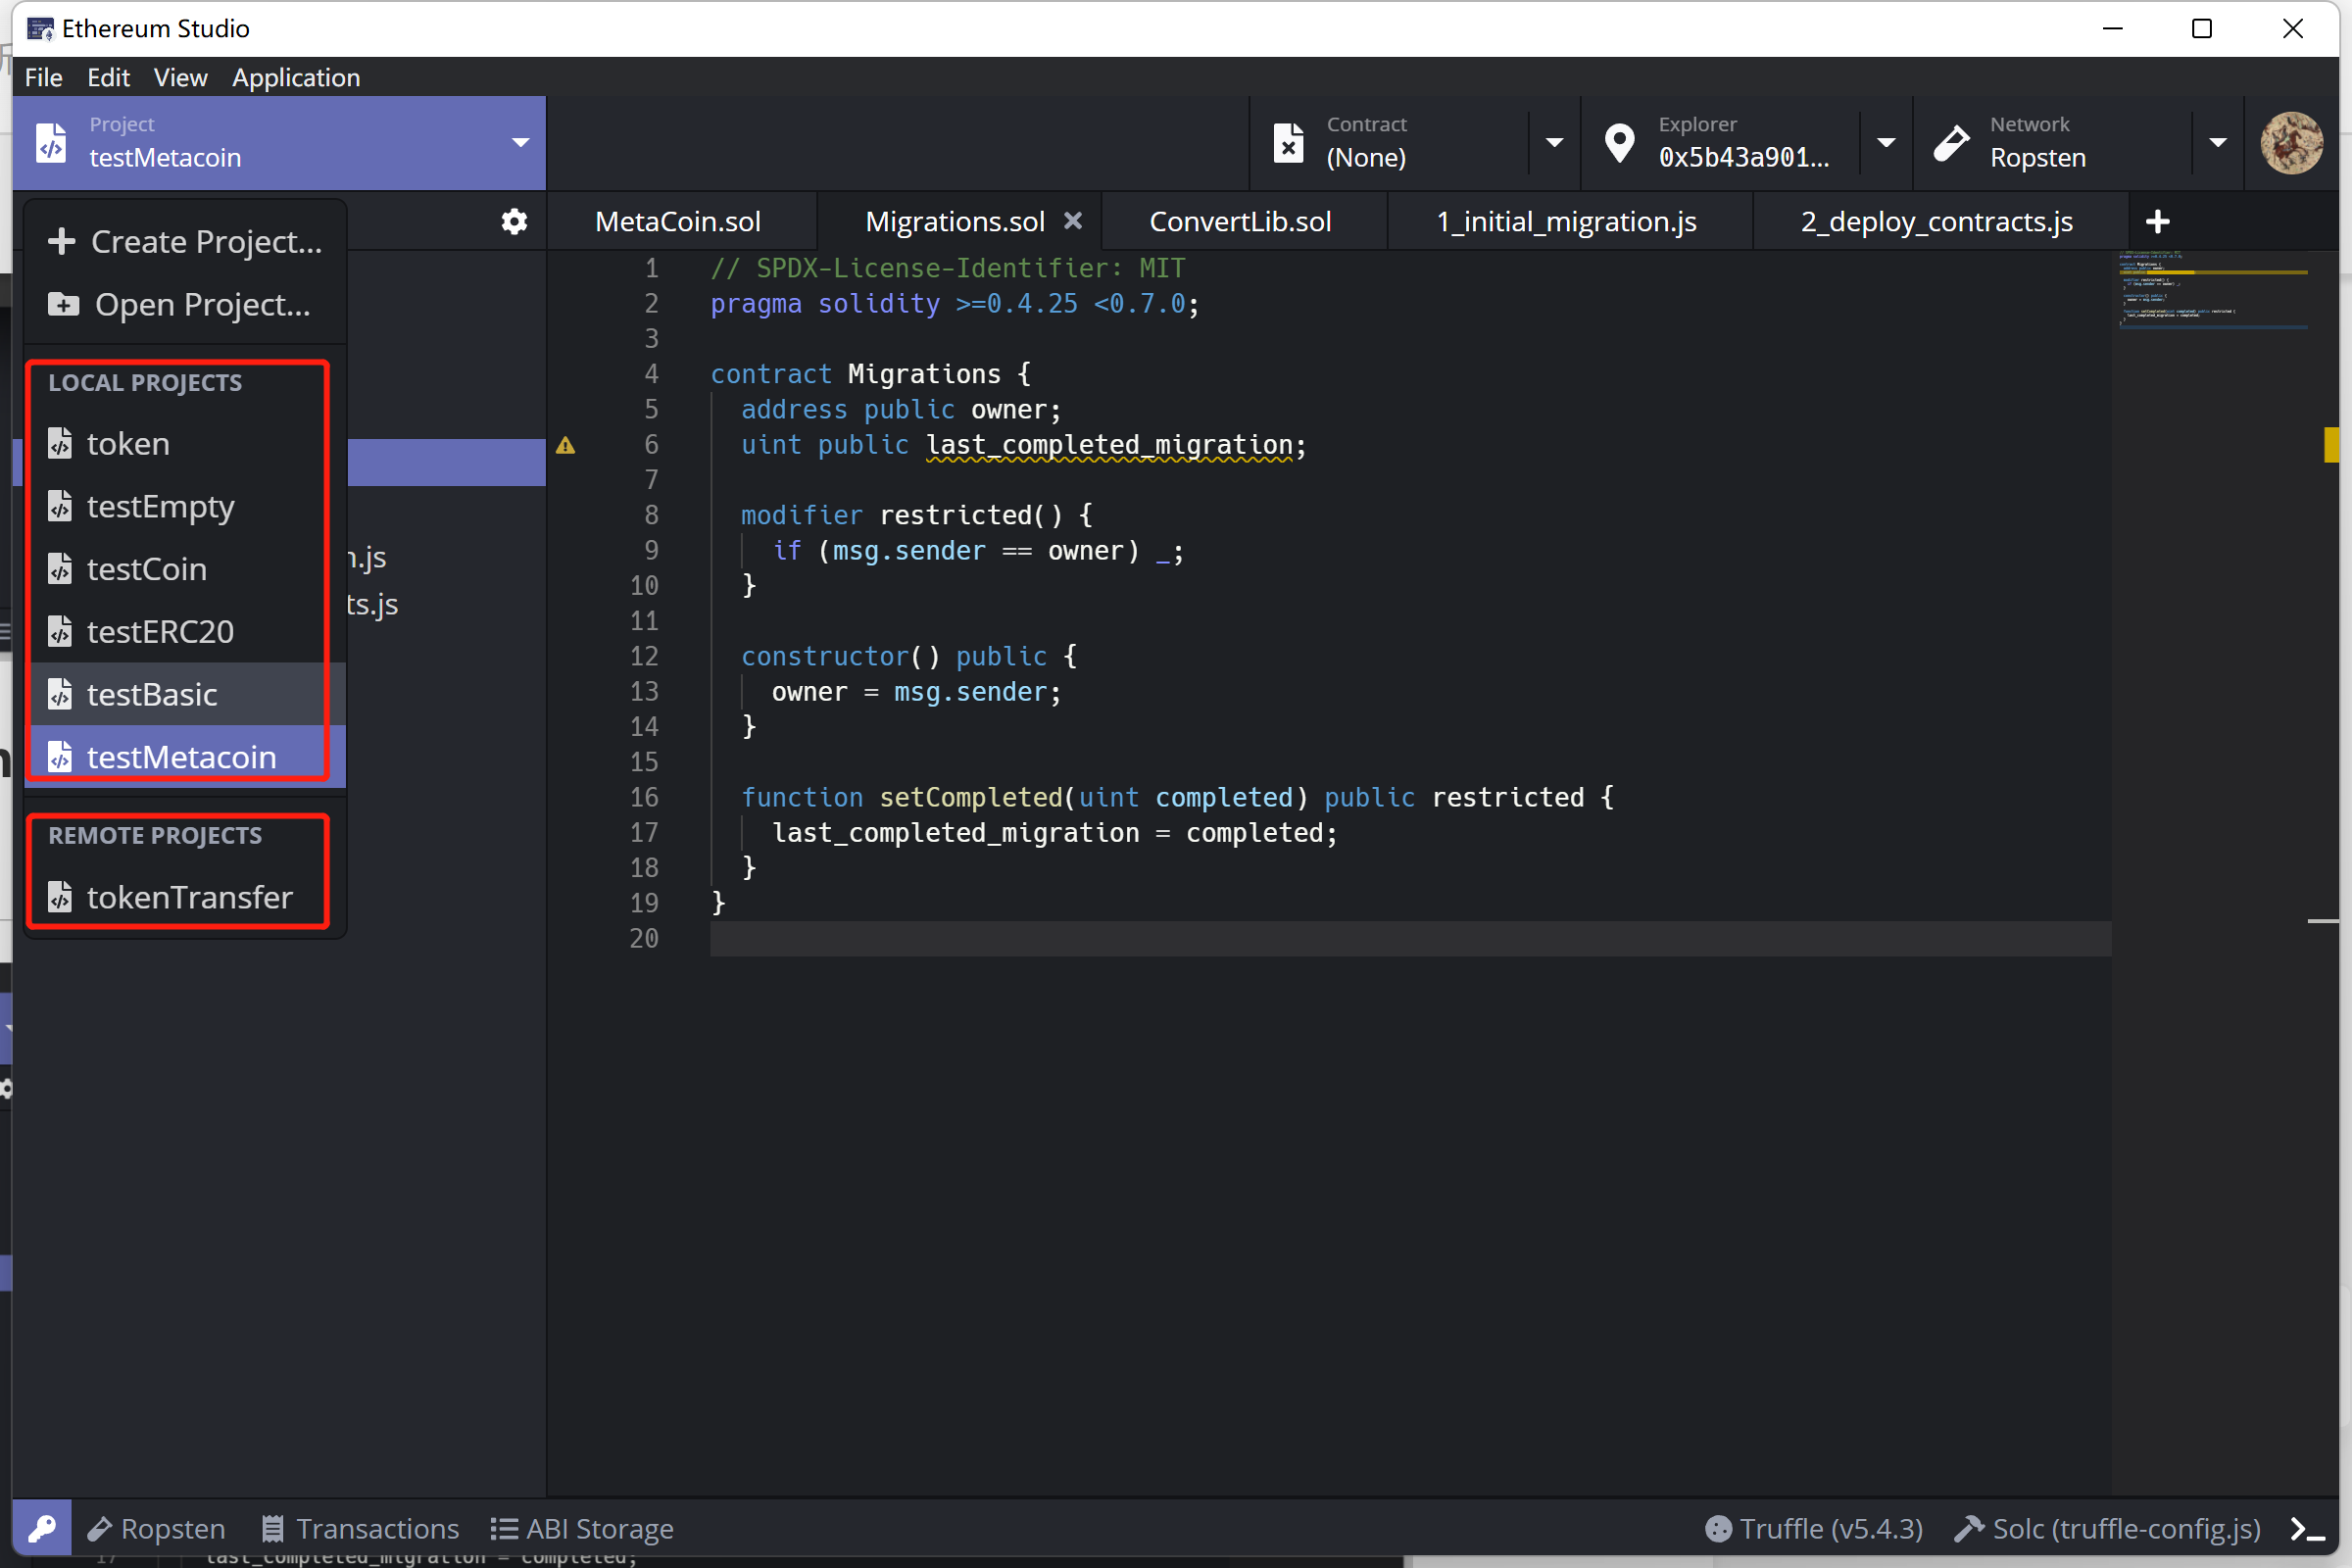 Ethereum Studio
File Edit View Application
Project
testMetacoin
Contract
(None)
Explorer
0x5b43a901...
Network
Ropsten
MetaCoin.sol Migrations.sol ConvertLib.sol 1_initial_migration.js 2_deploy_contracts.js
Create Project...
Open Project...
LOCAL PROJECTS
token
testEmpty
testCoin
testERC20
testBasic
testMetacoin
REMOTE PROJECTS
tokenTransfer
n.js
ts.js
1 // SPDX-License-Identifier: MIT
2 pragma solidity >=0.4.25 <0.7.0;
3
4 contract Migrations {
5 address public owner;
6 uint public last_completed_migration;
7
8 modifier restricted() {
9 if (msg.sender == owner) _;
10 }
11
12 constructor() public {
13 owner = msg.sender;
14 }
15
16 function setCompleted(uint completed) public restricted {
17 last_completed_migration = completed;
18 }
19 }
20
Ropsten Transactions ABI Storage Truffle (v5.4.3) Solc (truffle-config.js)
17 last_completed_migration = completed;